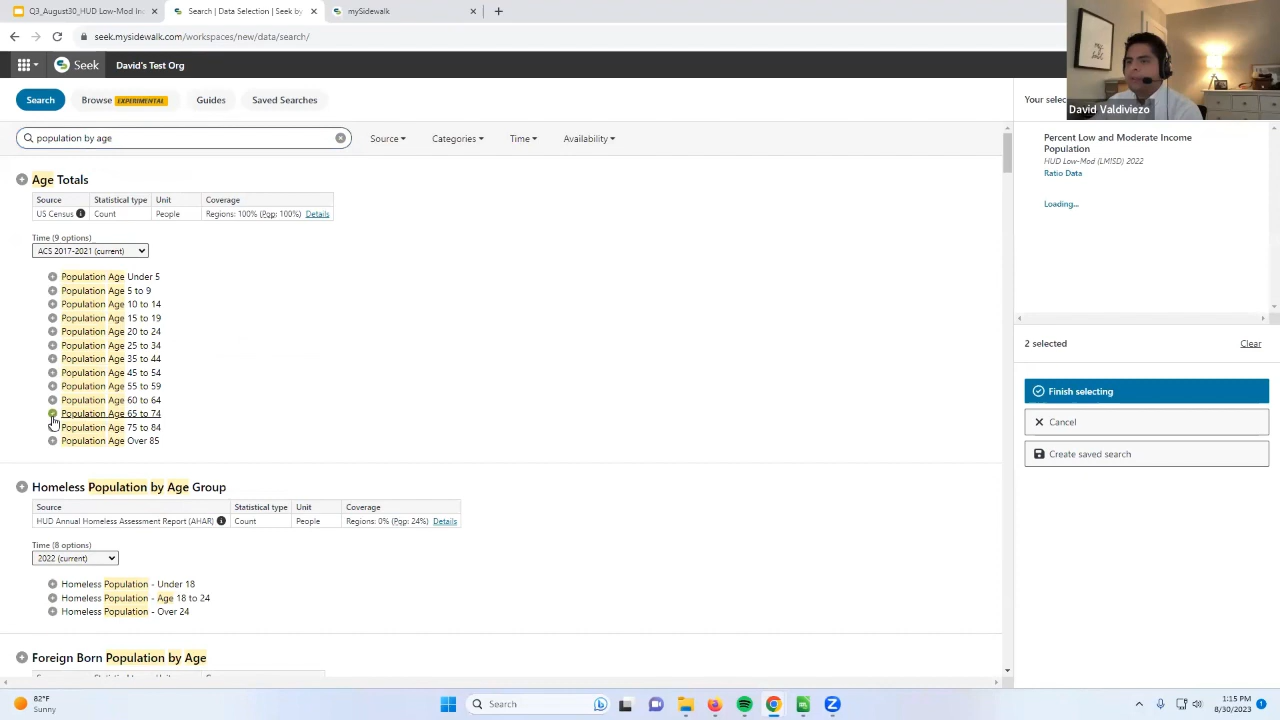 Q3_August30_HUD Low-Mod In
Search | Data Selection | Seek by
mySidewalk
seek.mysidewalk.com/workspaces/new/data/search/
Seek
David's Test Org
Search
Browse EXPERIMENTAL
Guides
Saved Searches
Your selec
David Valdiviezo
population by age
Source
Categories
Time
Availability
Age Totals
Source Statistical type Unit Coverage
US Census Count People Regions: 100% (Pop: 100%) Details
Time (9 options)
ACS 2017-2021 (current)
Population Age Under 5
Population Age 5 to 9
Population Age 10 to 14
Population Age 15 to 19
Population Age 20 to 24
Population Age 25 to 34
Population Age 35 to 44
Population Age 45 to 54
Population Age 55 to 59
Population Age 60 to 64
Population Age 65 to 74
Population Age 75 to 84
Population Age Over 85
Homeless Population by Age Group
Source Statistical type Unit Coverage
HUD Annual Homeless Assessment Report (AHAR) Count People Regions: 0% (Pop: 24%) Details
Time (8 options)
2022 (current)
Homeless Population - Under 18
Homeless Population - Age 18 to 24
Homeless Population - Over 24
Foreign Born Population by Age
Percent Low and Moderate Income
Population
HUD Low-Mod (LMISD) 2022
Ratio Data
Loading...
2 selected
Clear
Finish selecting
Cancel
Create saved search
82°F
Sunny
Search
1:15 PM
8/30/2023